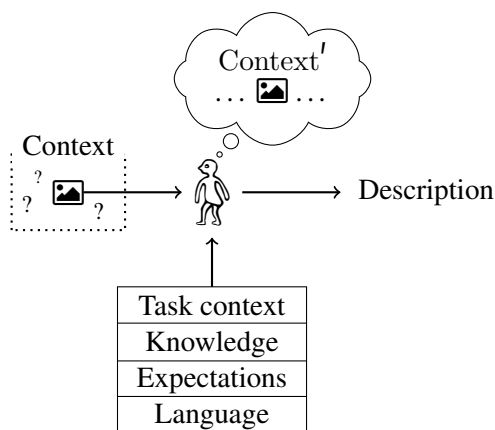 Context′
... ...
Context
?
?
?
Description
Task context
Knowledge
Expectations
Language